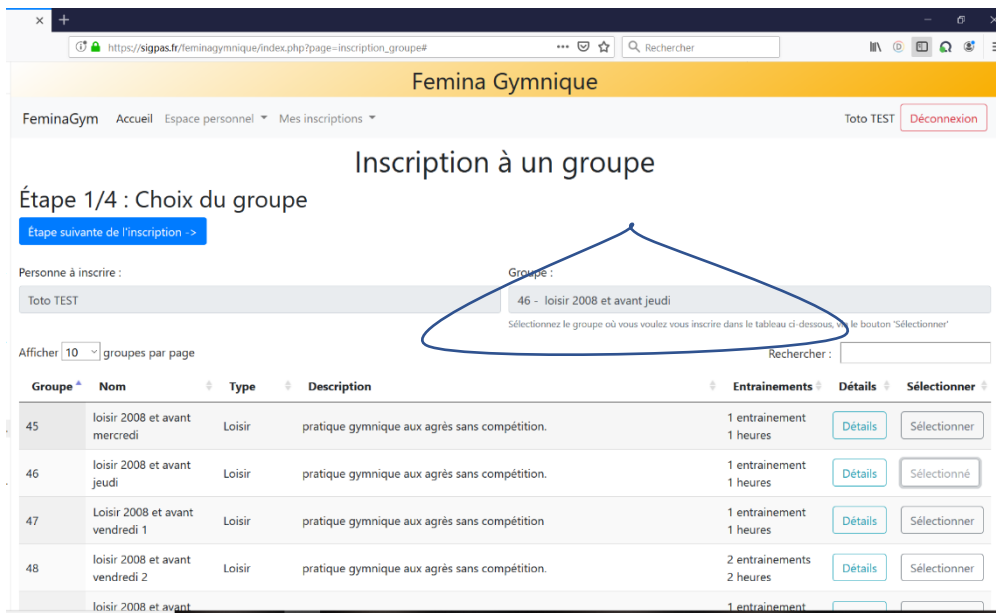 https://sigpas.fr/feminagymnique/index.php?page=inscription_groupe#
Rechercher
Femina Gymnique
FeminaGym Accueil Espace personnel Mes inscriptions Toto TEST Déconnexion
Inscription à un groupe
Étape 1/4 : Choix du groupe
Étape suivante de l'inscription ->
Personne à inscrire : Groupe :
Toto TEST 46 - loisir 2008 et avant jeudi
Sélectionnez le groupe où vous voulez vous inscrire dans le tableau ci-dessous, via le bouton 'Sélectionner'
Afficher 10 groupes par page Rechercher :
Groupe Nom Type Description Entrainements Détails Sélectionner
45 loisir 2008 et avant mercredi Loisir pratique gymnique aux agrès sans compétition. 1 entrainement 1 heures Détails Sélectionner
46 loisir 2008 et avant jeudi Loisir pratique gymnique aux agrès sans compétition. 1 entrainement 1 heures Détails Sélectionné
47 Loisir 2008 et avant vendredi 1 Loisir pratique gymnique aux agrès sans compétition 1 entrainement 1 heures Détails Sélectionner
48 loisir 2008 et avant vendredi 2 Loisir pratique gymnique aux agrès sans compétition. 2 entrainements 2 heures Détails Sélectionner
loisir 2008 et avant 1 entrainement